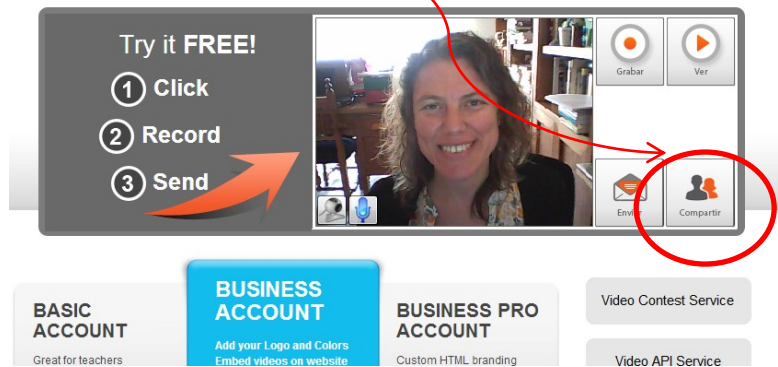 Try it FREE!
1 Click
2 Record
3 Send
Grabar
Ver
Enviar
Compartir
BASIC
ACCOUNT
Great for teachers
BUSINESS
ACCOUNT
Add your Logo and Colors
Embed videos on website
BUSINESS PRO
ACCOUNT
Custom HTML branding
Video Contest Service
Video API Service